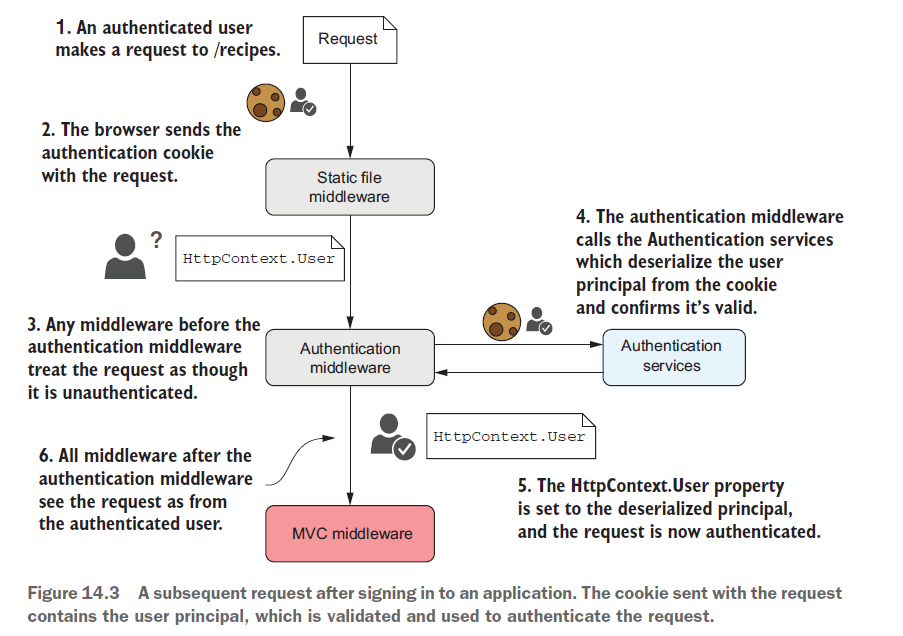 1. An authenticated user
makes a request to /recipes.
Request
2. The browser sends the
authentication cookie
with the request.
Static file
middleware
?
HttpContext.User
3. Any middleware before the
authentication middleware
treat the request as though
it is unauthenticated.
Authentication
middleware
4. The authentication middleware
calls the Authentication services
which deserialize the user
principal from the cookie
and confirms it's valid.
Authentication
services
HttpContext.User
5. The HttpContext.User property
is set to the deserialized principal,
and the request is now authenticated.
6. All middleware after the
authentication middleware
see the request as from
the authenticated user.
MVC middleware
Figure 14.3 A subsequent request after signing in to an application. The cookie sent with the request
contains the user principal, which is validated and used to authenticate the request.